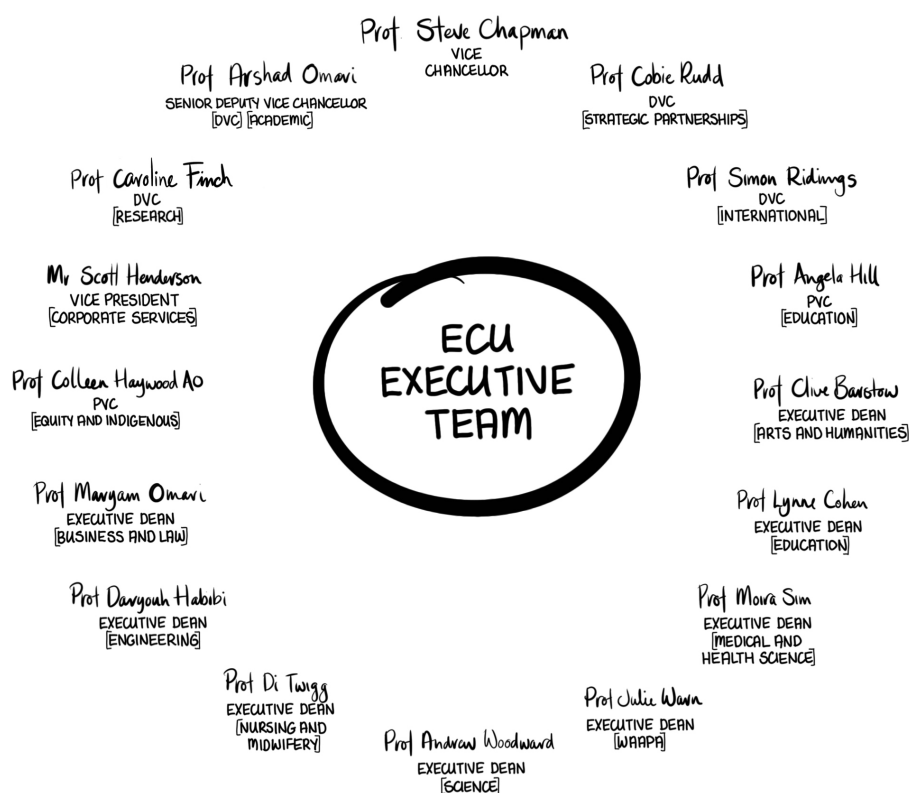 Prof Steve Chapman
VICE
CHANCELLOR
Prof Arshad Omari
SENIOR DEPUTY VICE CHANCELLOR
[DVC] [ACADEMIC]
Prof Cobie Rudd
DVC
[STRATEGIC PARTNERSHIPS]
Prof Caroline Finch
DVC
[RESEARCH]
Prof Simon Ridings
DVC
[INTERNATIONAL]
Mr Scott Henderson
VICE PRESIDENT
[CORPORATE SERVICES]
Prof Angela Hill
PVC
[EDUCATION]
ECU
EXECUTIVE
TEAM
Prof Colleen Haywood AO
PVC
[EQUITY AND INDIGENOUS]
Prof Clive Barstow
EXECUTIVE DEAN
[ARTS AND HUMANITIES]
Prof Maryam Omari
EXECUTIVE DEAN
[BUSINESS AND LAW]
Prof Lynne Cohen
EXECUTIVE DEAN
[EDUCATION]
Prof Daryoush Habibi
EXECUTIVE DEAN
[ENGINEERING]
Prof Moira Sim
EXECUTIVE DEAN
[MEDICAL AND
HEALTH SCIENCE]
Prof Di Twigg
EXECUTIVE DEAN
[NURSING AND
MIDWIFERY]
Prof Julie Warn
EXECUTIVE DEAN
[WAAPA]
Prof Andrew Woodward
EXECUTIVE DEAN
[SCIENCE]